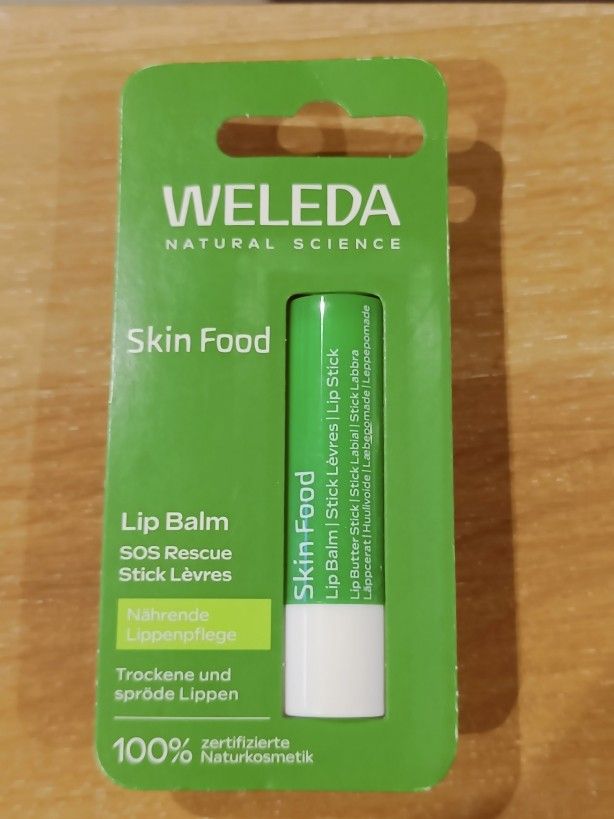 WELEDA
NATURAL SCIENCE
Skin Food
Lip Balm
SOS Rescue
Stick Lèvres
Nährende
Lippenpflege
Trockene und
spröde Lippen
100% zertifizierte
Naturkosmetik
Skin Food
Lip Balm | Stick Lèvres | Lip Stick
Lip Butter Stick | Stick Labial | Stick Labbra
Läppcerat | Huulivoide | Læbepomade | Leppepomade